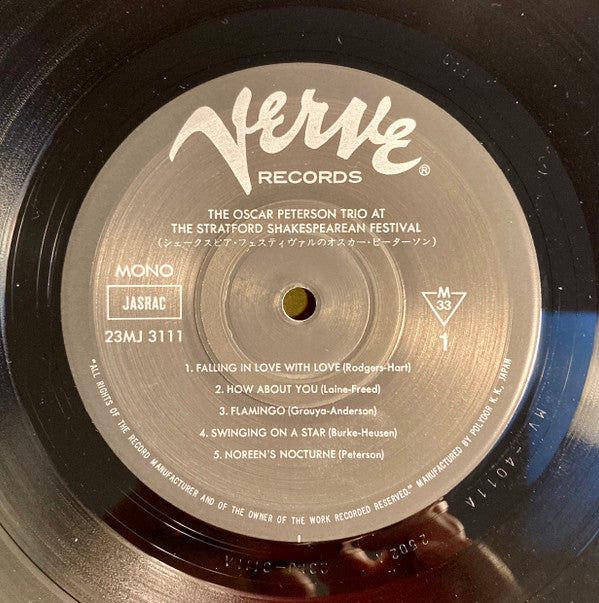 Verve
®
RECORDS
THE OSCAR PETERSON TRIO AT
THE STRATFORD SHAKESPEAREAN FESTIVAL
(シェークスピア・フェスティヴァルのオスカー・ピーターソン)
MONO
JASRAC
23MJ 3111
M
33
1
1. FALLING IN LOVE WITH LOVE (Rodgers-Hart)
2. HOW ABOUT YOU (Laine-Freed)
3. FLAMINGO (Grouya-Anderson)
4. SWINGING ON A STAR (Burke-Heusen)
5. NOREEN'S NOCTURNE (Peterson)
"ALL RIGHTS OF THE RECORD MANUFACTURER AND OF THE OWNER OF THE WORK RECORDED RESERVED." MANUFACTURED BY POLYDOR K. K., JAPAN
2502